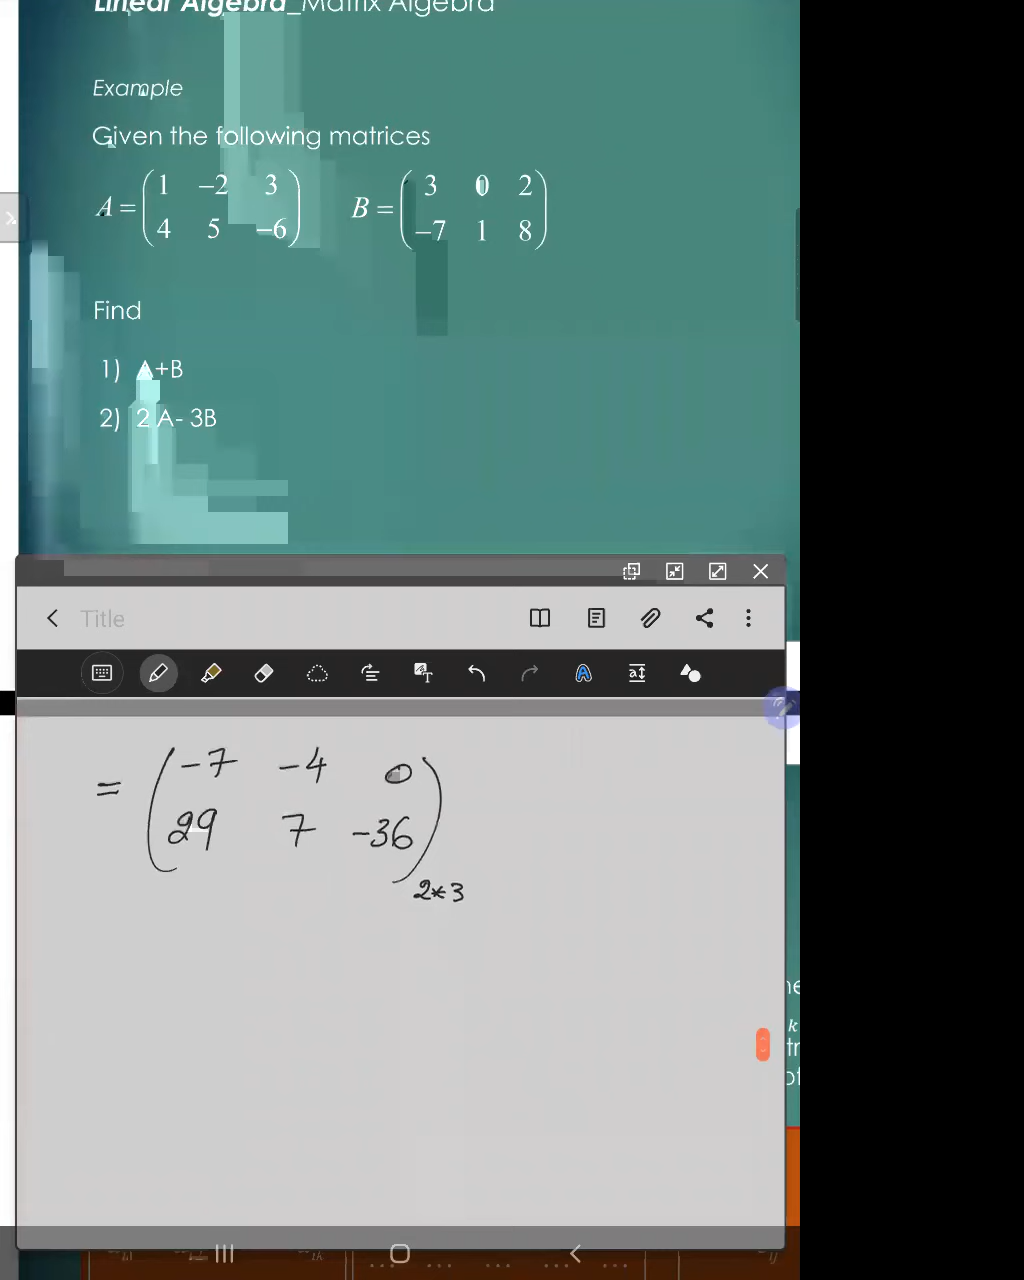 Linear Algebra_Matrix Algebra
Example
Given the following matrices
A = ( 1 −2 3
4 5 −6 )
B = ( 3 0 2
−7 1 8 )
Find
1) A+B
2) 2 A- 3B
Title
= ( -7 -4 0
29 7 -36 ) 2*3
k